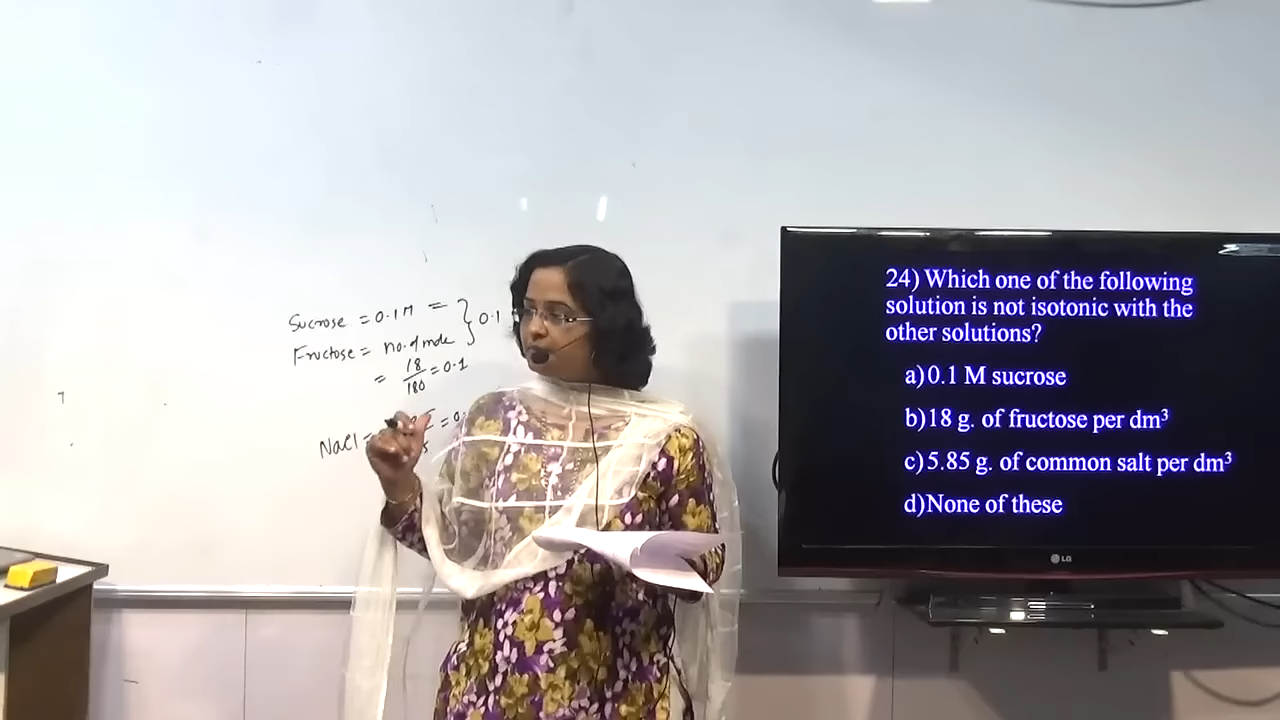 Sucrose = 0.1 M =
Fructose = no. of mole
} 0.1
= 18/180 = 0.1
NaCl =
24) Which one of the following
solution is not isotonic with the
other solutions?
a) 0.1 M sucrose
b) 18 g. of fructose per dm³
c) 5.85 g. of common salt per dm³
d) None of these
LG